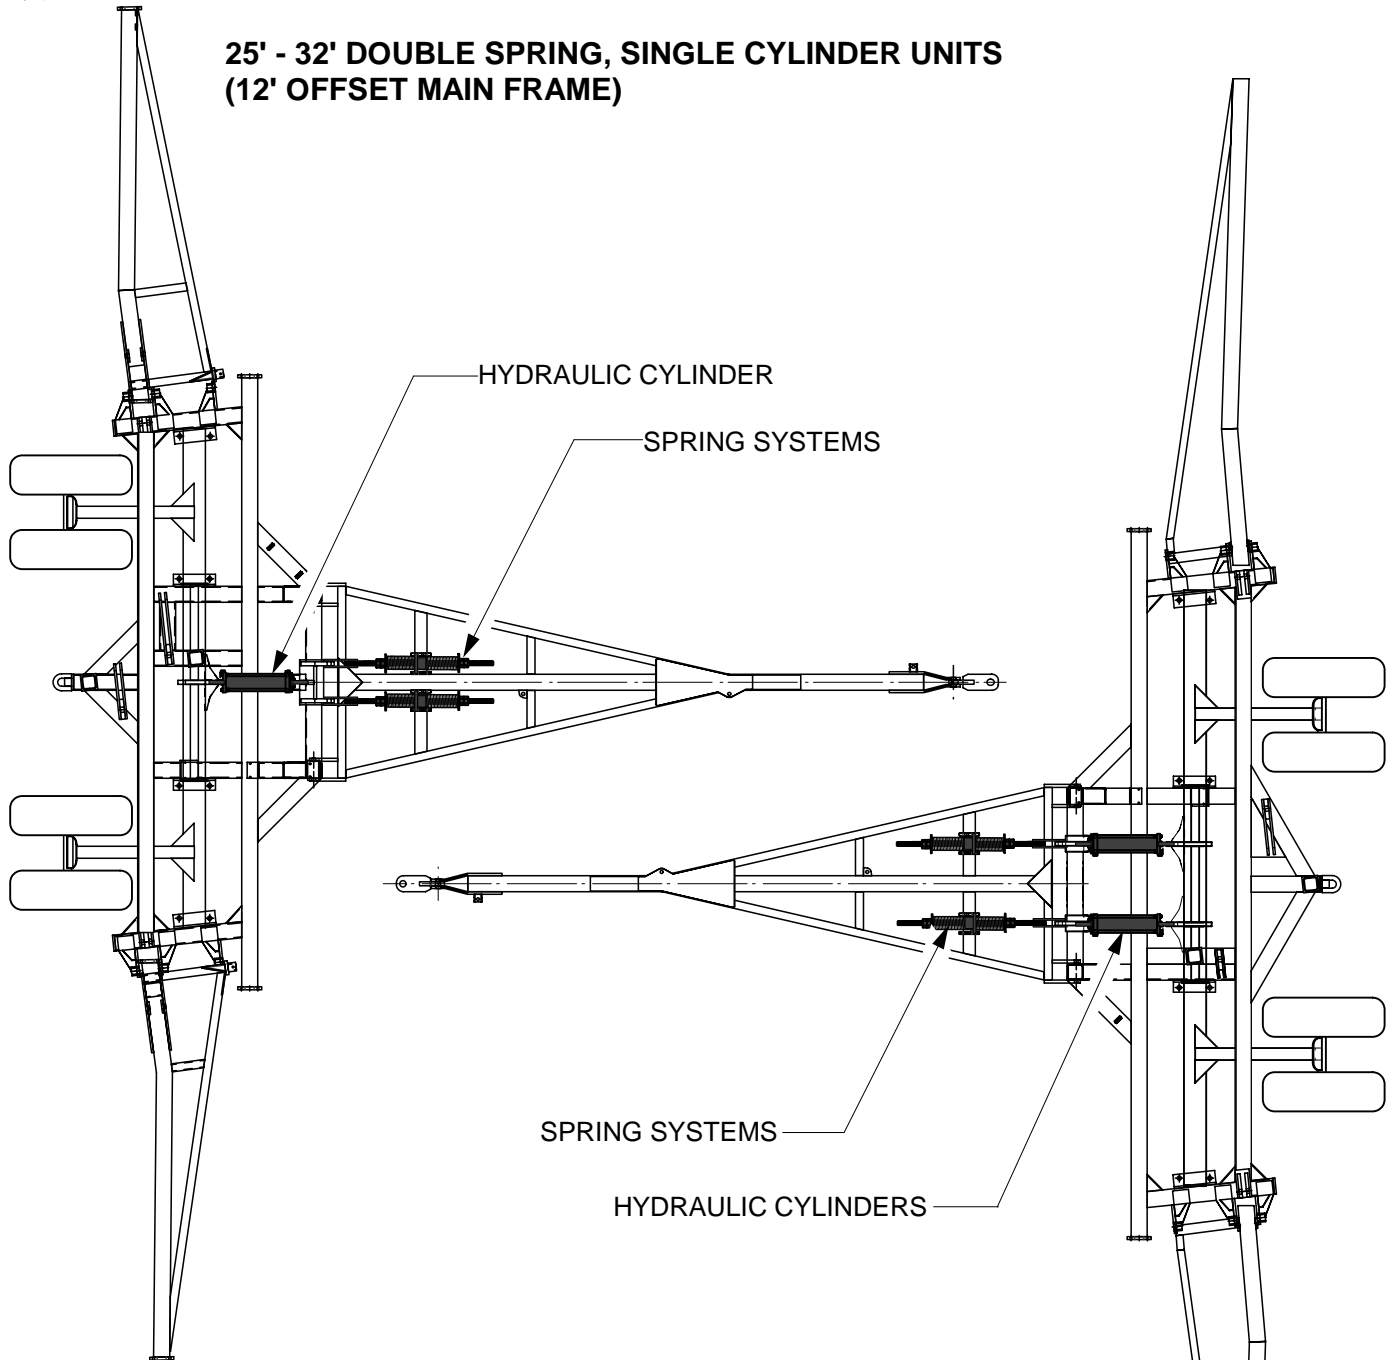 25' - 32' DOUBLE SPRING, SINGLE CYLINDER UNITS
(12' OFFSET MAIN FRAME)
HYDRAULIC CYLINDER
SPRING SYSTEMS
SPRING SYSTEMS
HYDRAULIC CYLINDERS